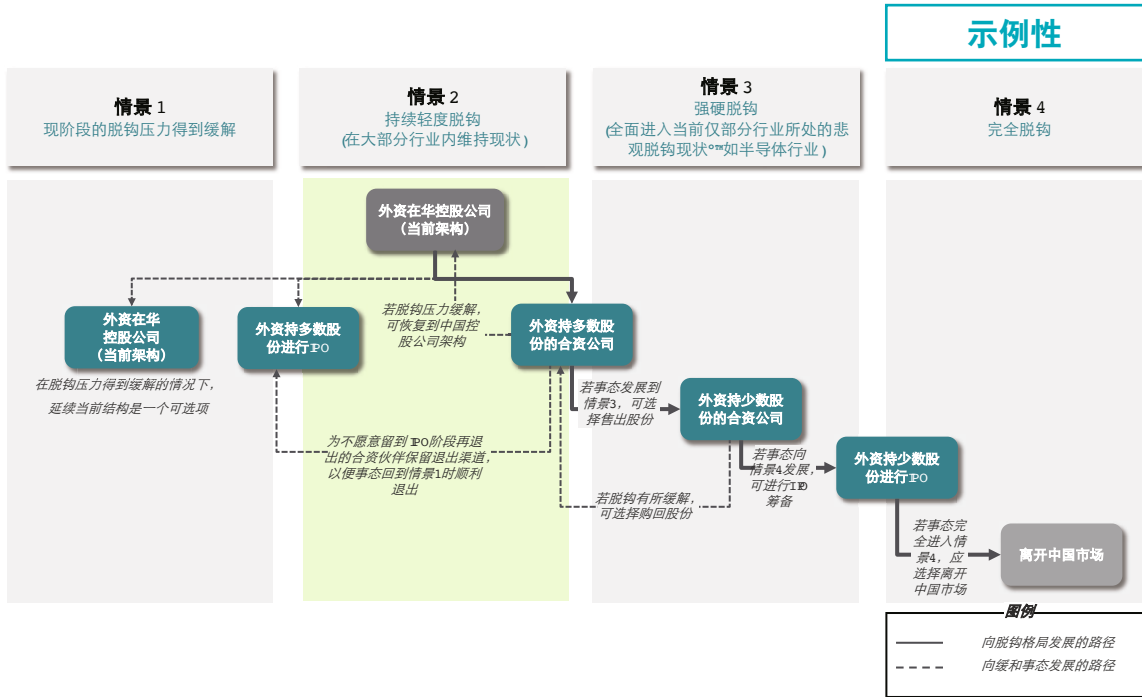 示例性
情景 1
现阶段的脱钩压力得到缓解
情景 2
持续轻度脱钩
(在大部分行业内维持现状)
情景 3
强硬脱钩
(全面进入当前仅部分行业所处的悲
观脱钩现状°™如半导体行业)
情景 4
完全脱钩
外资在华控股公司
（当前架构）
外资在华
控股公司
（当前架构）
在脱钩压力得到缓解的情况下，
延续当前结构是一个可选项
外资持多数股
份进行IPO
若脱钩压力缓解，
可恢复到中国控
股公司架构
外资持多数股
份的合资公司
为不愿意留到 IPO阶段再退
出的合资伙伴保留退出渠道，
以便事态回到情景1时顺利
退出
若事态发展到
情景3，可选
择售出股份
外资持少数股
份的合资公司
若脱钩有所缓解，
可选择购回股份
若事态向
情景4发展，
可进行IPO
筹备
外资持少数股
份进行IPO
若事态完
全进入情
景4，应
选择离开
中国市场
离开中国市场
图例
向脱钩格局发展的路径
向缓和事态发展的路径